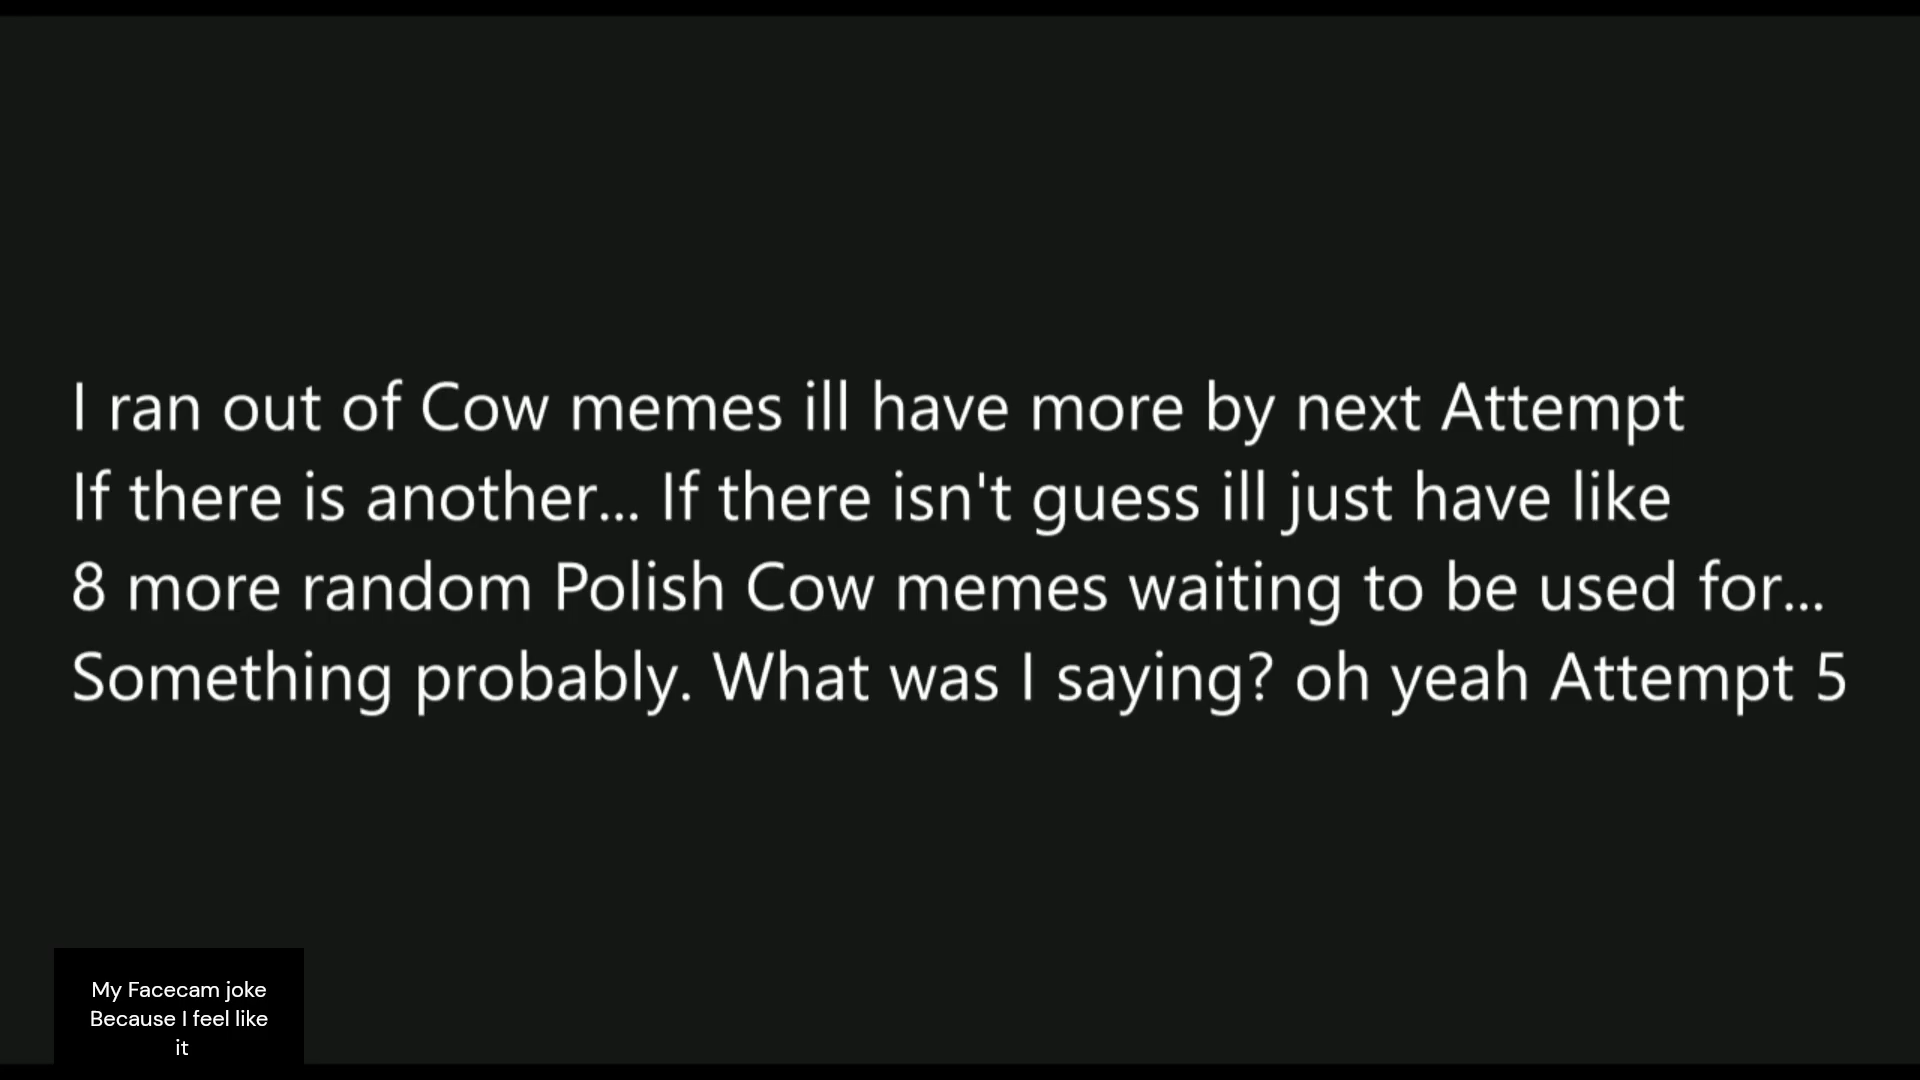 I ran out of Cow memes ill have more by next Attempt
If there is another... If there isn't guess ill just have like
8 more random Polish Cow memes waiting to be used for...
Something probably. What was I saying? oh yeah Attempt 5
My Facecam joke
Because I feel like
it